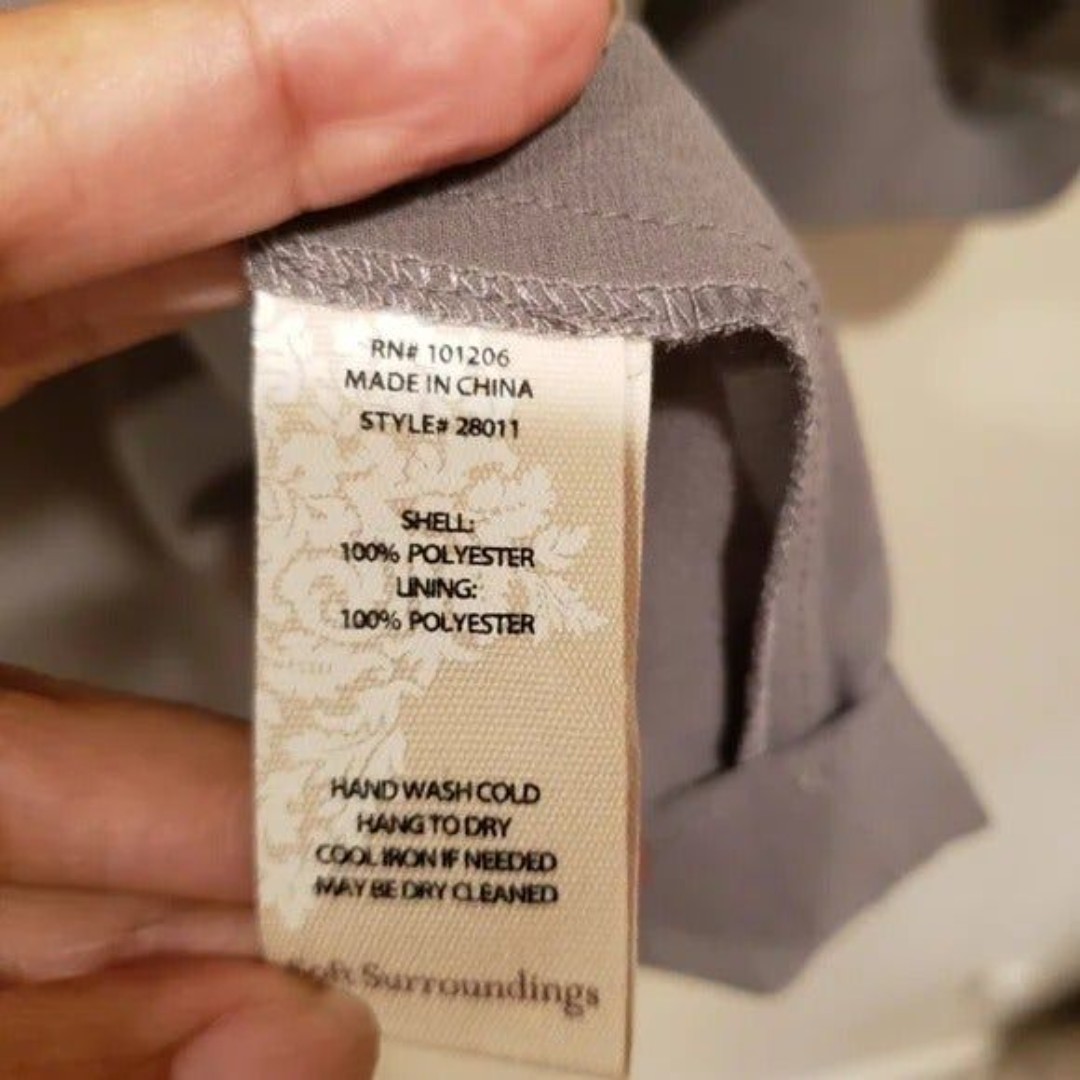 RN# 101206
MADE IN CHINA
STYLE# 28011
SHELL:
100% POLYESTER
LINING:
100% POLYESTER
HAND WASH COLD
HANG TO DRY
COOL IRON IF NEEDED
MAY BE DRY CLEANED
Soft Surroundings